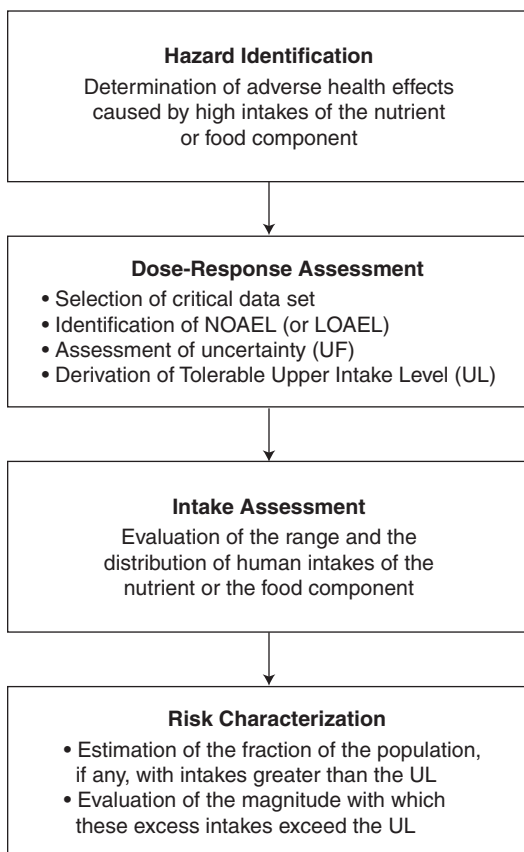 Hazard Identification
Determination of adverse health effects
caused by high intakes of the nutrient
or food component
Dose-Response Assessment
• Selection of critical data set
• Identification of NOAEL (or LOAEL)
• Assessment of uncertainty (UF)
• Derivation of Tolerable Upper Intake Level (UL)
Intake Assessment
Evaluation of the range and the
distribution of human intakes of the
nutrient or the food component
Risk Characterization
• Estimation of the fraction of the population,
if any, with intakes greater than the UL
• Evaluation of the magnitude with which
these excess intakes exceed the UL